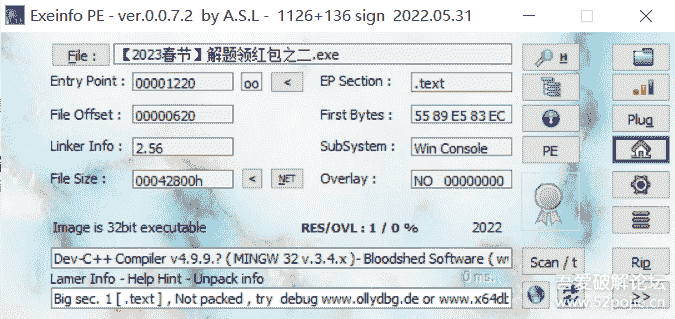 Exeinfo PE - ver.0.0.7.2 by A.S.L - 1126+136 sign 2022.05.31
File : 【2023春节】解题领红包之二.exe H
Entry Point : 00001220 oo < EP Section : .text
File Offset : 00000620 First Bytes : 55 89 E5 83 EC Plug
Linker Info : 2.56 SubSystem : Win Console PE
File Size : 00042800h < NET Overlay : NO 00000000
Image is 32bit executable RES/OVL : 1 / 0 % 2022
Dev-C++ Compiler v4.9.9.? ( MINGW 32 v.3.4.x )- Bloodshed Software ( w Scan / t Rip
Lamer Info - Help Hint - Unpack info 0 ms.
Big sec. 1 [ .text ] , Not packed , try debug www.ollydbg.de or www.x64db >>
吾爱破解论坛
www.52pojie.cn